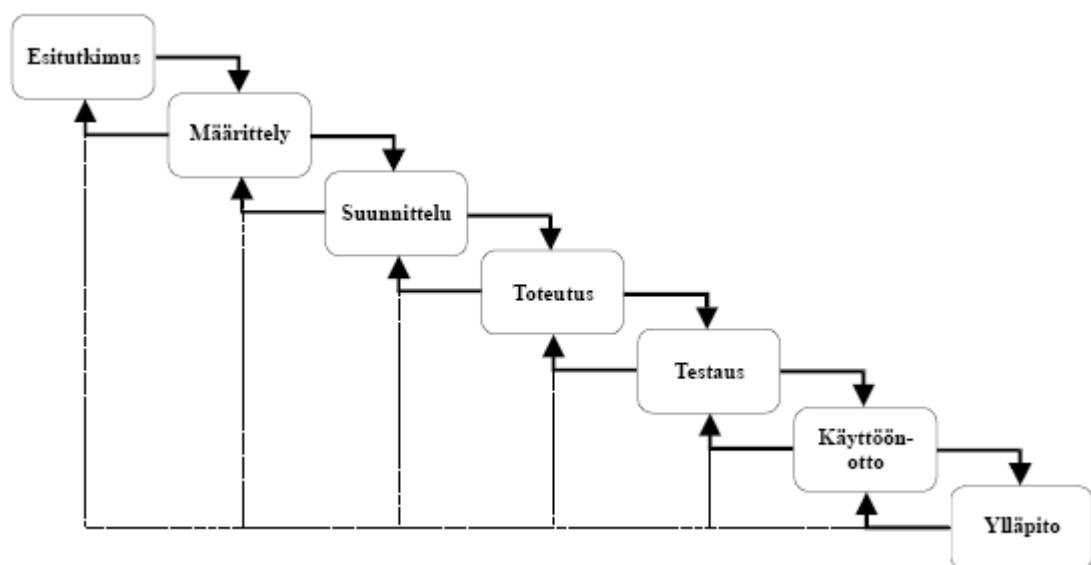 Esitutkimus
Määrittely
Suunnittelu
Toteutus
Testaus
Käyttöön-
otto
Ylläpito